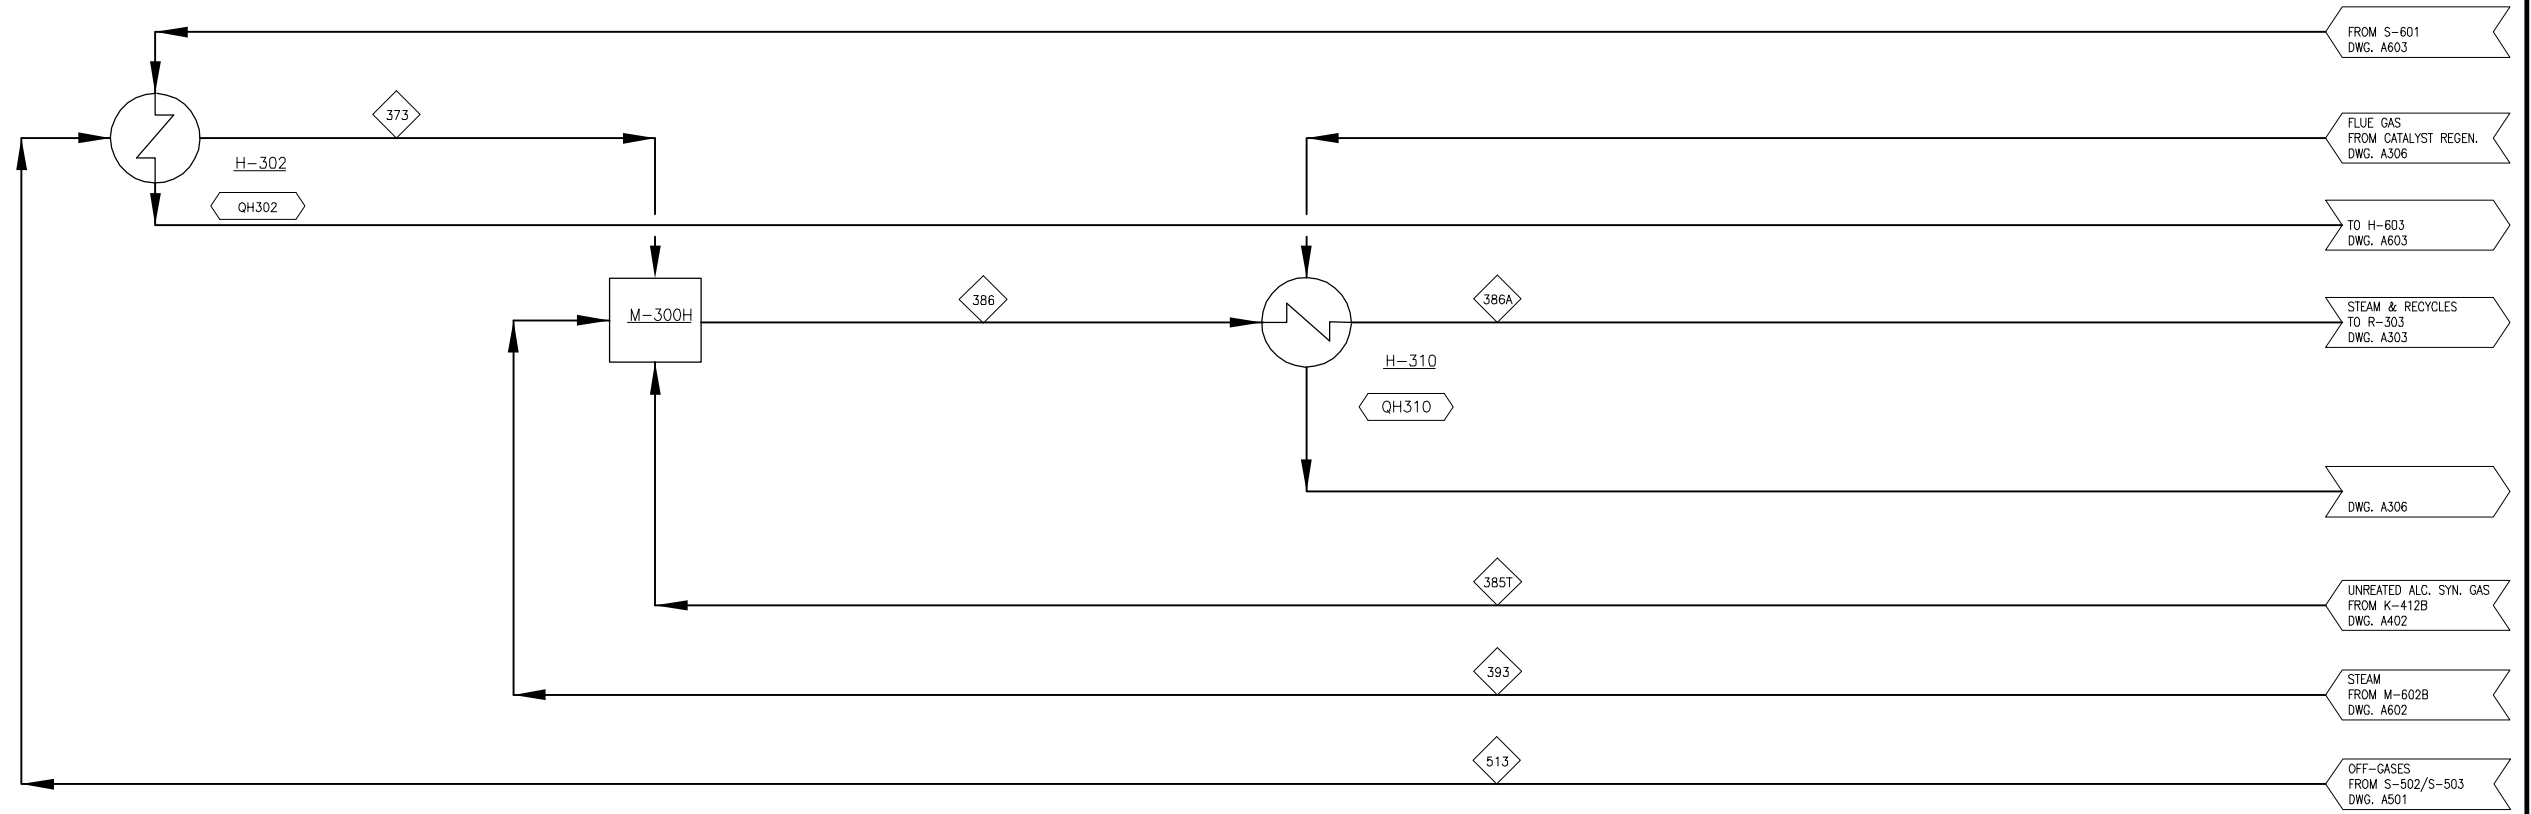 FROM S-601
DWG. A603
373
FLUE GAS
FROM CATALYST REGEN.
DWG. A306
H-302
QH302
TO H-603
DWG. A603
M-300H
386
386A
STEAM & RECYCLES
TO R-303
DWG. A303
H-310
QH310
DWG. A306
385T
UNREATED ALC. SYN. GAS
FROM K-412B
DWG. A402
393
STEAM
FROM M-602B
DWG. A602
513
OFF-GASES
FROM S-502/S-503
DWG. A501